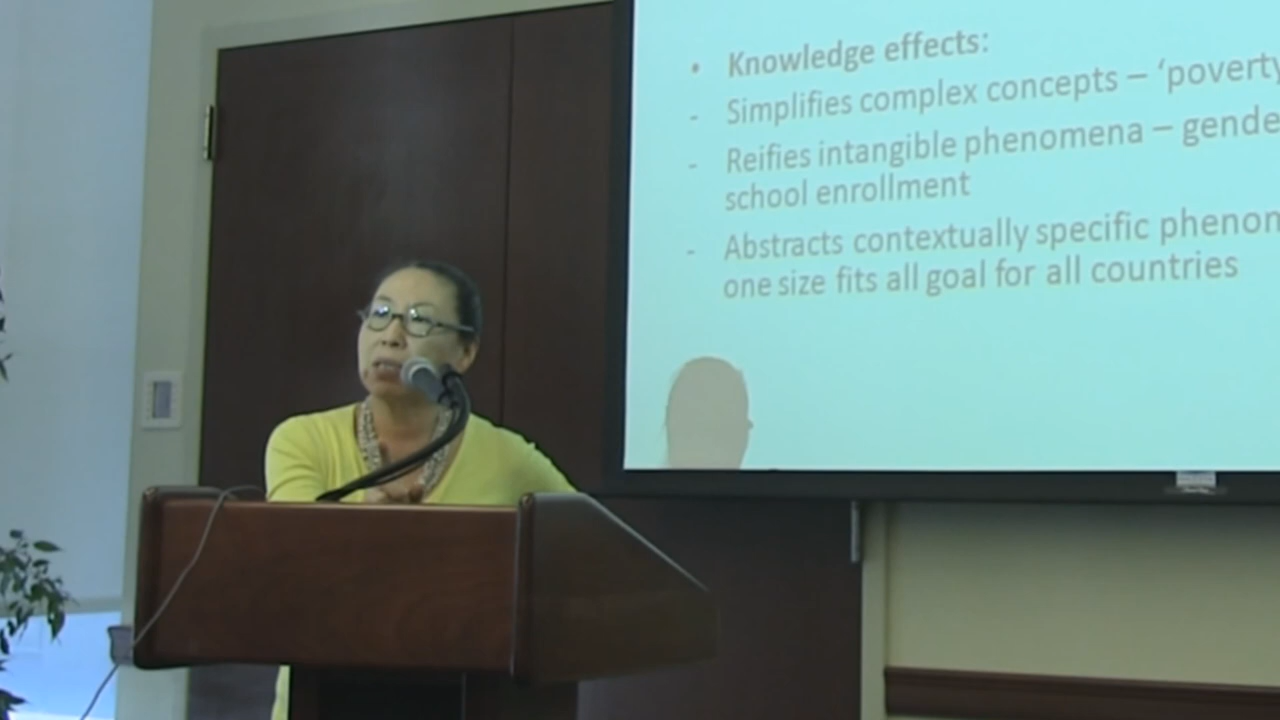 • Knowledge effects:
- Simplifies complex concepts – ‘poverty
- Reifies intangible phenomena – gende
school enrollment
- Abstracts contextually specific phenom
one size fits all goal for all countries